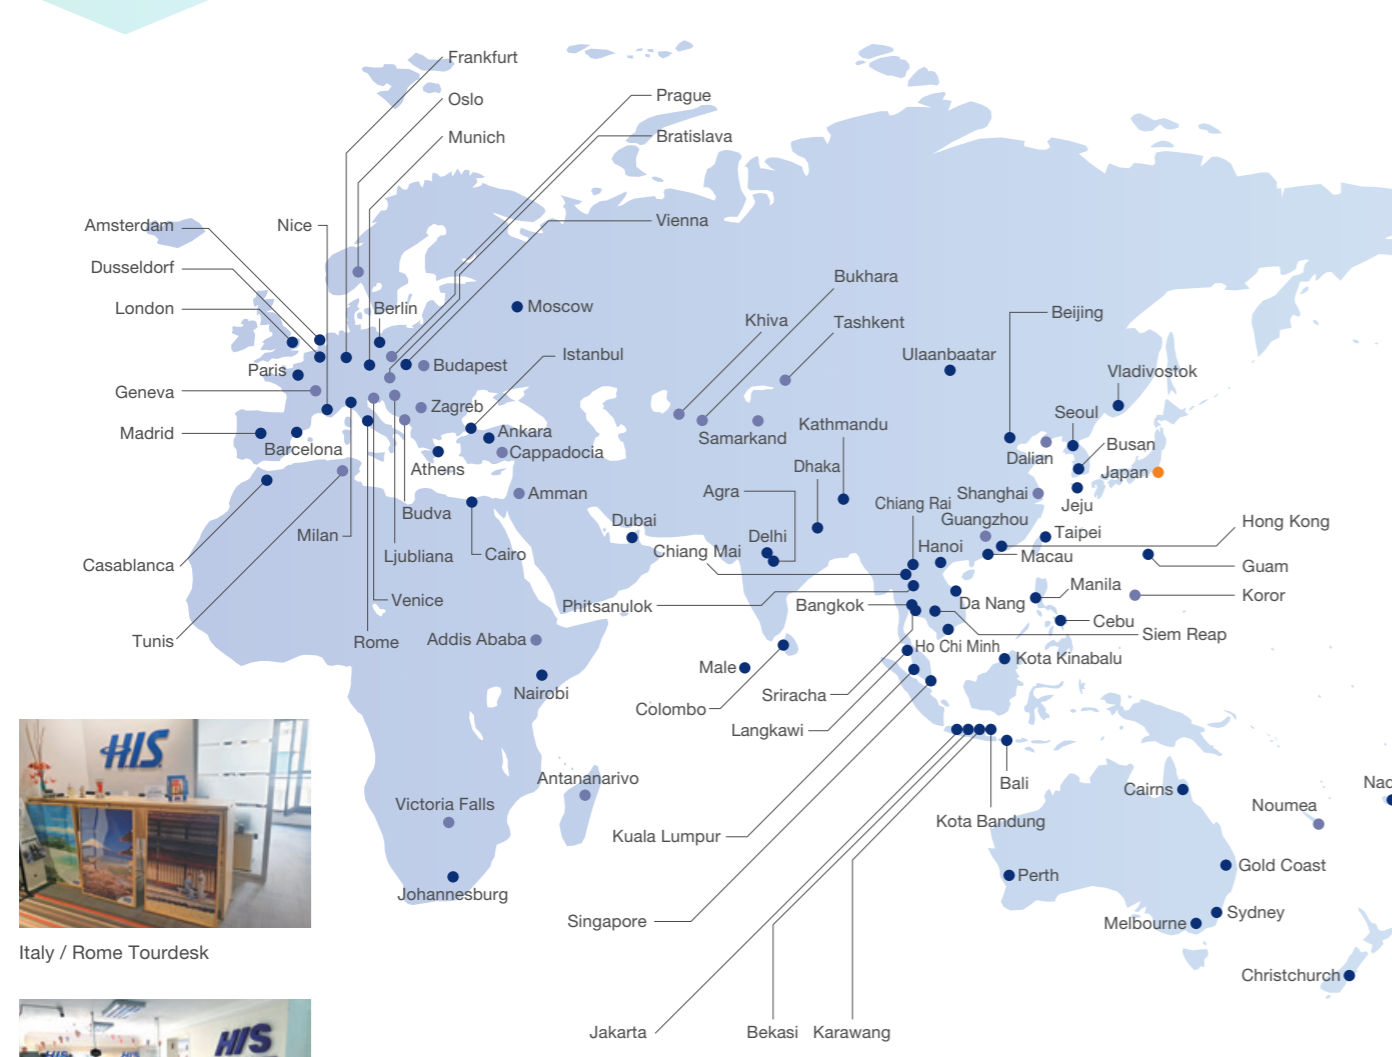 Frankfurt
Oslo
Prague
Munich
Bratislava
Amsterdam
Nice
Vienna
Dusseldorf
Bukhara
London
Berlin
Moscow
Khiva
Tashkent
Beijing
Paris
Budapest
Istanbul
Ulaanbaatar
Vladivostok
Geneva
Zagreb
Kathmandu
Seoul
Madrid
Barcelona
Ankara
Samarkand
Busan
Athens
Cappadocia
Dhaka
Dalian
Japan
Agra
Amman
Chiang Rai
Shanghai
Jeju
Milan
Budva
Dubai
Delhi
Guangzhou
Taipei
Hong Kong
Casablanca
Ljubliana
Cairo
Chiang Mai
Hanoi
Macau
Guam
Venice
Phitsanulok
Bangkok
Da Nang
Manila
Koror
Tunis
Rome
Addis Ababa
Cebu
Siem Reap
Ho Chi Minh
Male
Kota Kinabalu
Nairobi
Sriracha
Colombo
Langkawi
HIS
Antananarivo
Bali
Cairns
Nad
Victoria Falls
Noumea
Kuala Lumpur
Kota Bandung
Johannesburg
Perth
Gold Coast
Singapore
Melbourne
Sydney
Italy / Rome Tourdesk
Christchurch
Jakarta
Bekasi
Karawang
HIS
HIS
HIS